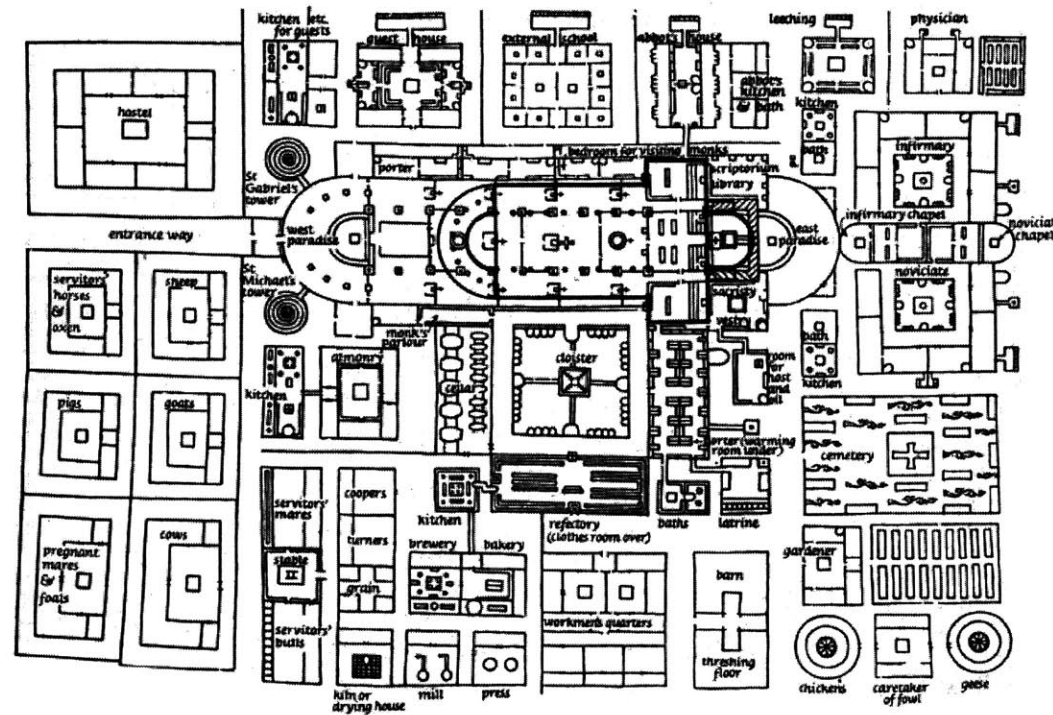 kitchen etc.
for guests
guest house
external school
abbot's house
abbot's
kitchen
& bath
leeching
physician
hostel
kitchen
bath
infirmary
St
Gabriel's
tower
porter
bedroom for visiting monks
scriptorium
library
infirmary chapel
noviciate
chapel
entrance way
west paradise
east
paradise
St
Michael's
tower
servitors'
horses
&
oxen
sheep
noviciate
sacristy
vestry
monk's
parlour
almonry
cellar
cloister
room
for
host
and
oil
bath
kitchen
kitchen
pigs
goats
(warming
room under)
cemetery
servitors'
mares
coopers
kitchen
refectory
(clothes room over)
baths
latrine
turners
brewery
bakery
pregnant
mares
&
foals
cows
stable
grain
gardener
barn
servitors'
bulls
workmen's quarters
threshing
floor
kiln or
drying house
mill
press
chickens
caretaker
of fowl
geese